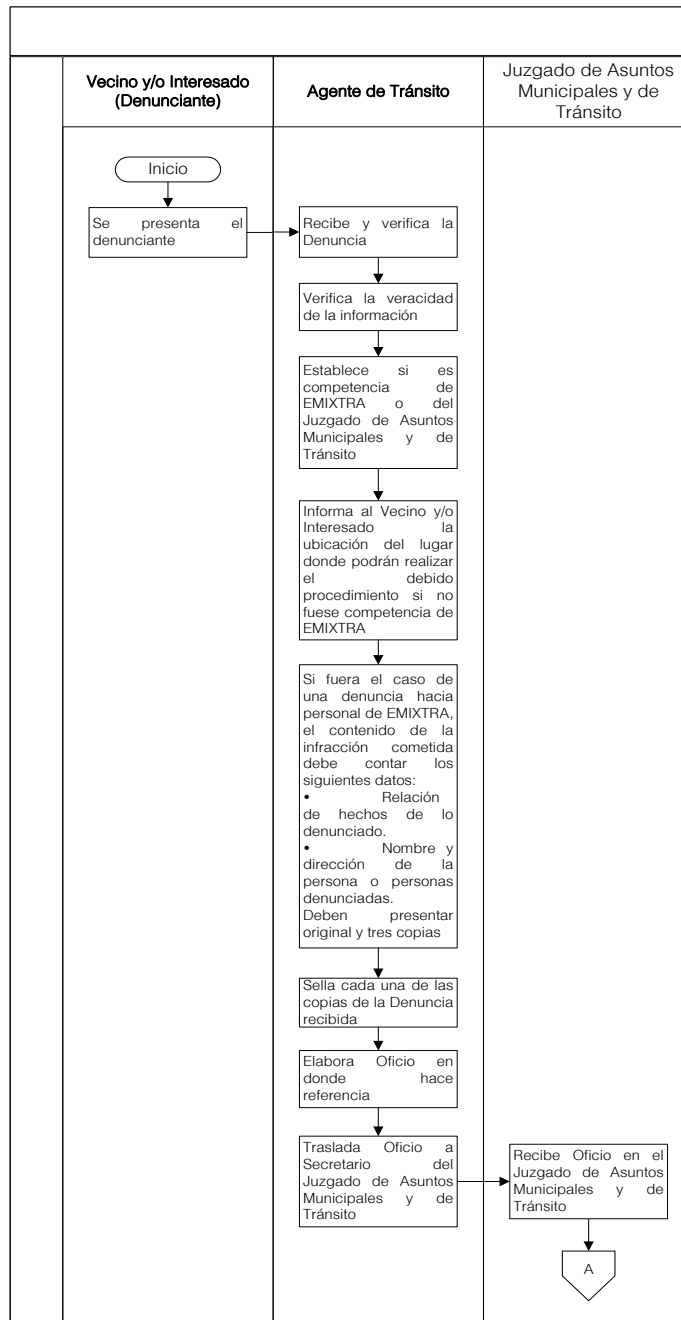 Vecino y/o Interesado
(Denunciante)
Agente de Tránsito
Juzgado de Asuntos
Municipales y de
Tránsito
Inicio
Se presenta el
denunciante
Recibe y verifica la
Denuncia
Verifica la veracidad
de la información
Establece si es
competencia de
EMIXTRA o del
Juzgado de Asuntos
Municipales y de
Tránsito
Informa al Vecino y/o
Interesado la
ubicación del lugar
donde podrán realizar
el debido
procedimiento si no
fuese competencia de
EMIXTRA
Si fuera el caso de
una denuncia hacia
personal de EMIXTRA,
el contenido de la
infracción cometida
debe contar los
siguientes datos:
• Relación
de hechos de lo
denunciado.
• Nombre y
dirección de la
persona o personas
denunciadas.
Deben presentar
original y tres copias
Sella cada una de las
copias de la Denuncia
recibida
Elabora Oficio en
donde hace
referencia
Traslada Oficio a
Secretario del
Juzgado de Asuntos
Municipales y de
Tránsito
Recibe Oficio en el
Juzgado de Asuntos
Municipales y de
Tránsito
A